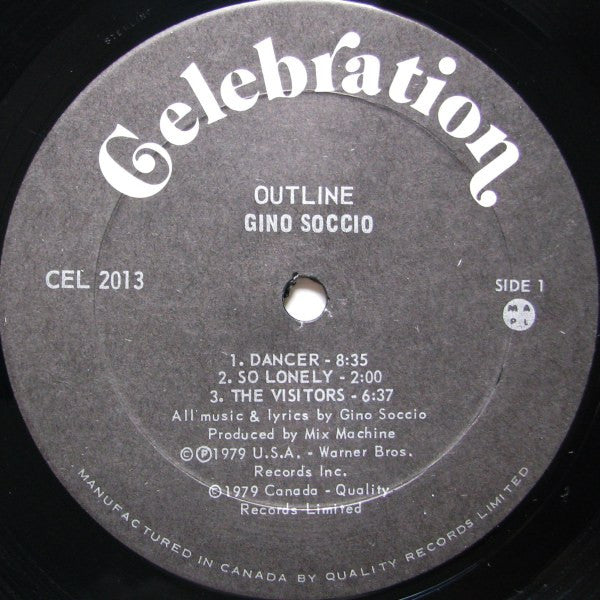 STERLING
Celebration
OUTLINE
GINO SOCCIO
CEL 2013
SIDE 1
M A
P L
1. DANCER - 8:35
2. SO LONELY - 2:00
3. THE VISITORS - 6:37
All music & lyrics by Gino Soccio
Produced by Mix Machine
©℗1979 U.S.A. - Warner Bros.
Records Inc.
©1979 Canada - Quality
Records Limited
MANUFACTURED IN CANADA BY QUALITY RECORDS LIMITED